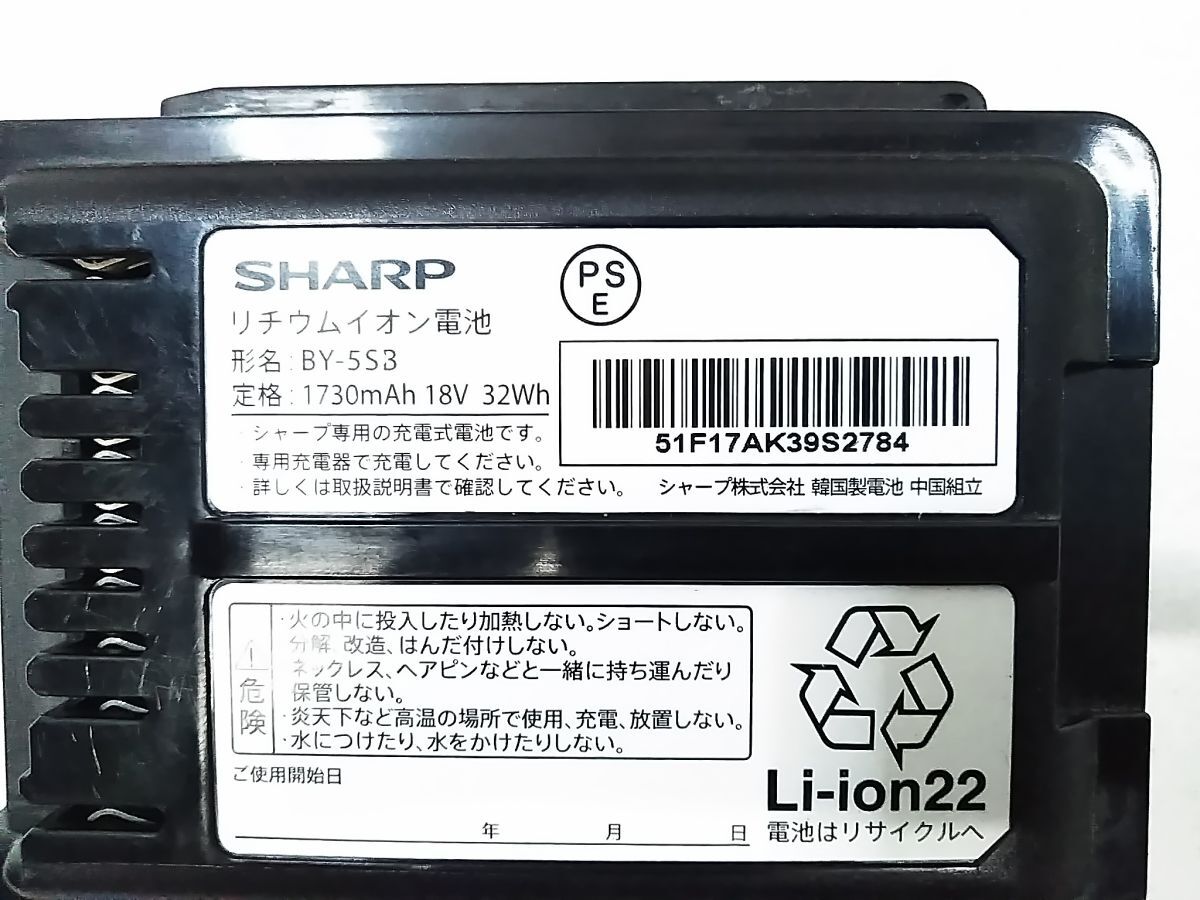 SHARP
PS
E
リチウムイオン電池
形名:BY-5S3
定格:1730mAh 18V 32Wh
・シャープ専用の充電式電池です。
・専用充電器で充電してください。
・詳しくは取扱説明書で確認してください。
51F17AK39S2784
シャープ株式会社 韓国製電池 中国組立
危険
・火の中に投入したり加熱しない。ショートしない。
分解、改造、はんだ付けしない。
ネックレス、ヘアピンなどと一緒に持ち運んだり
保管しない。
・炎天下など高温の場所で使用、充電、放置しない。
・水につけたり、水をかけたりしない。
ご使用開始日
年 月 日
Li-ion22
電池はリサイクルへ